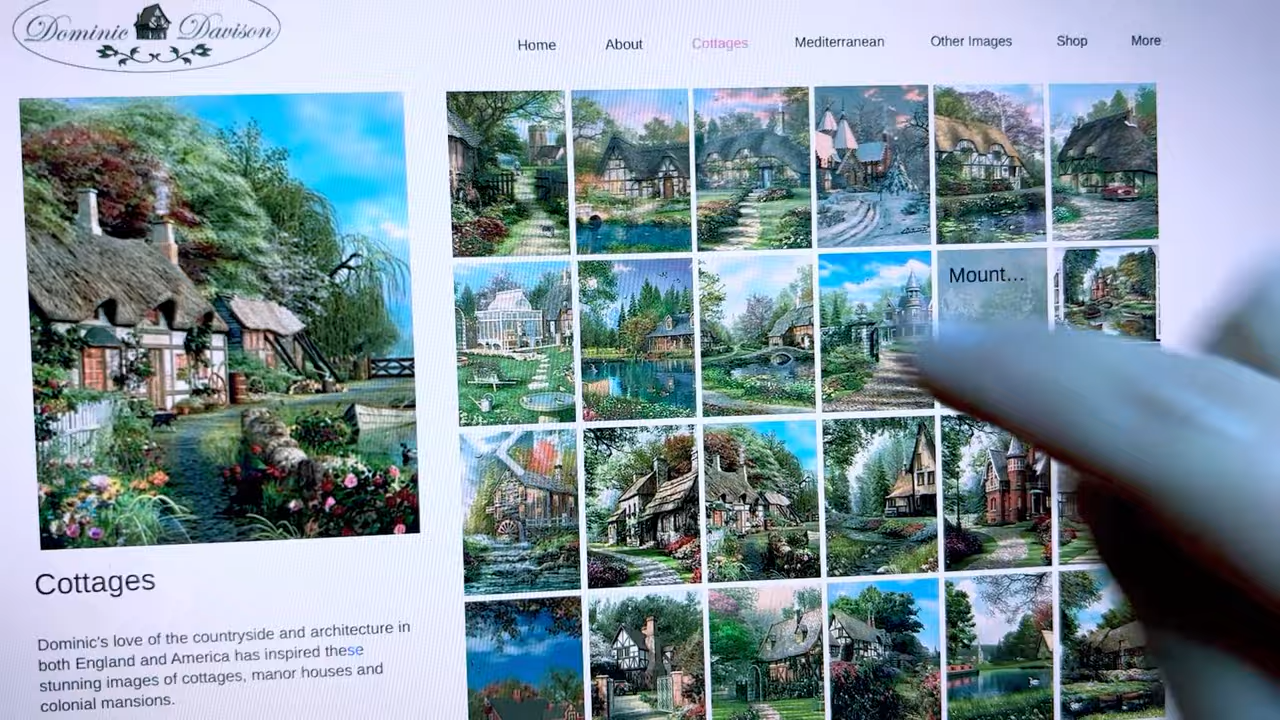 Dominic Davison
Home About Cottages Mediterranean Other Images Shop More
Mount...
Cottages
Dominic's love of the countryside and architecture in
both England and America has inspired these
stunning images of cottages, manor houses and
colonial mansions.